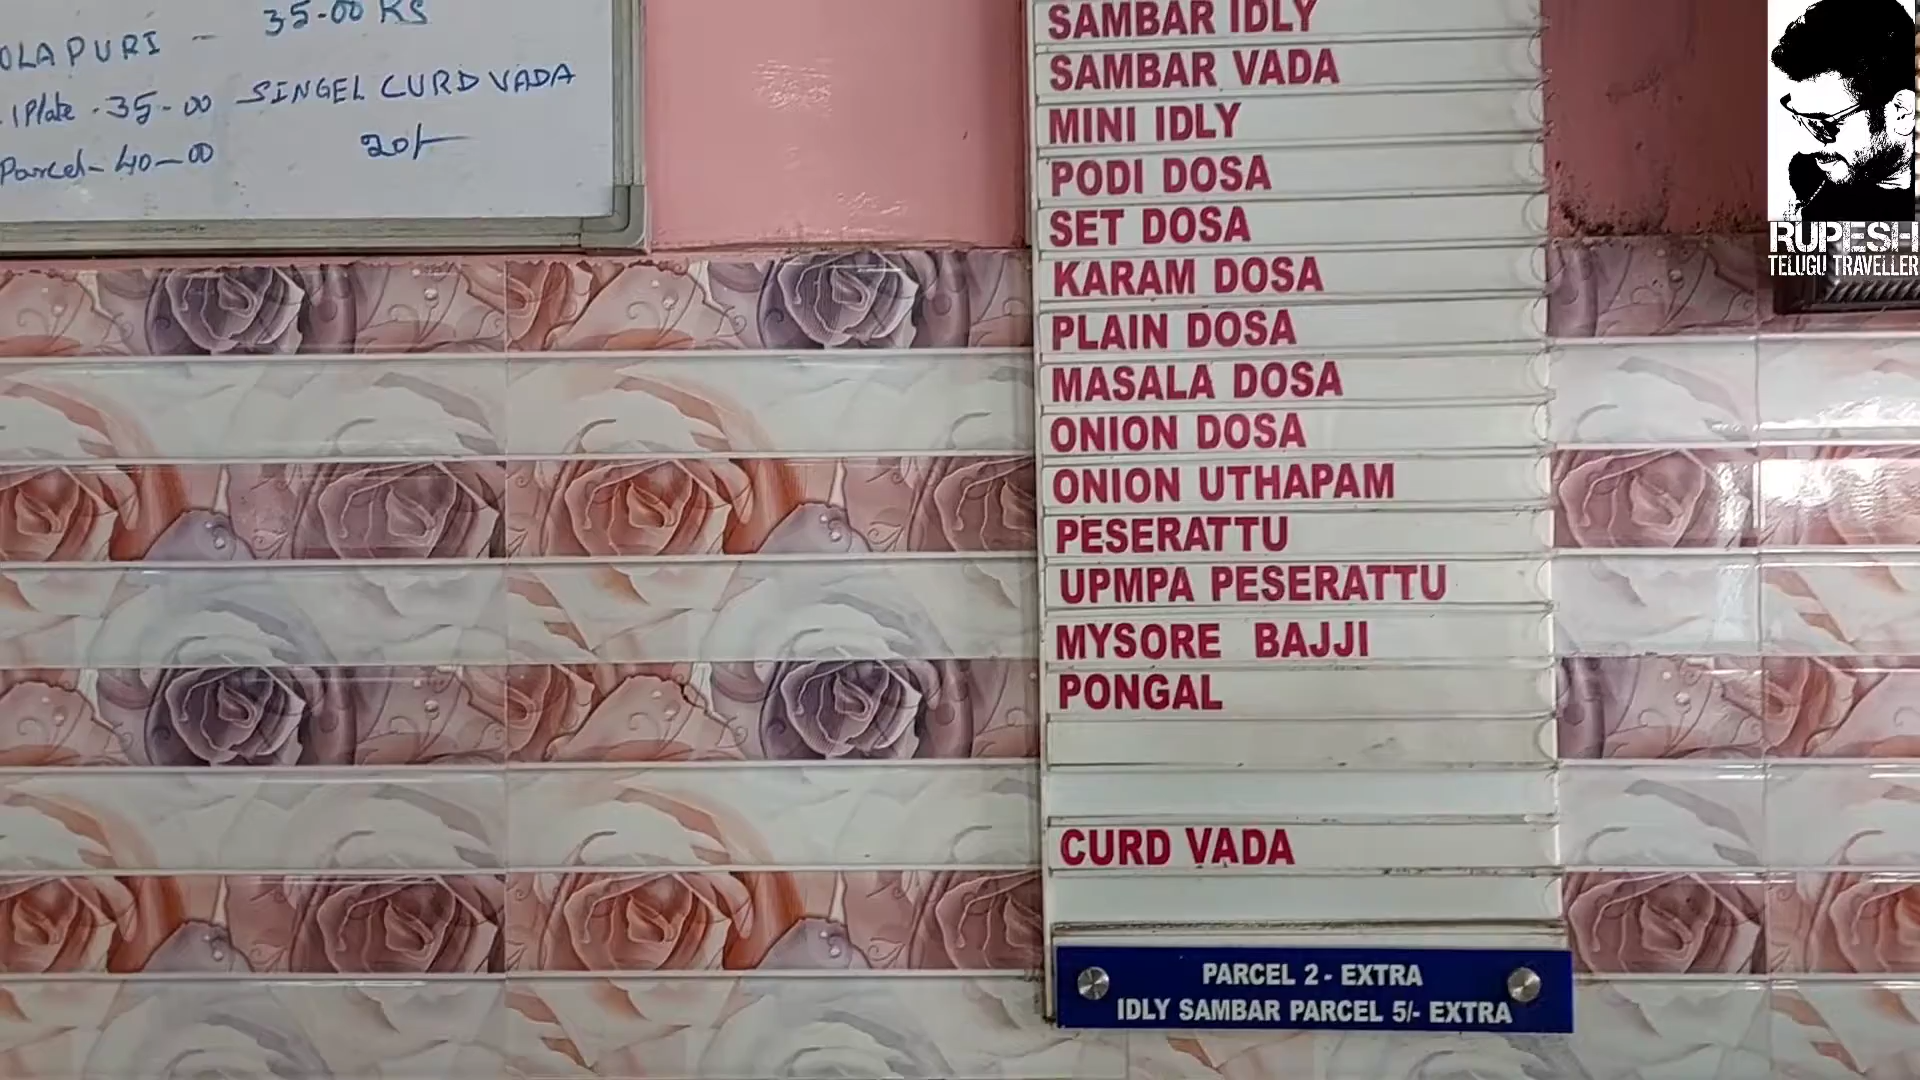 35-00 RS
OLAPURI -
1 Plate - 35-00
Parcel - 40-00
SINGEL CURD VADA
20/-
SAMBAR IDLY
SAMBAR VADA
MINI IDLY
PODI DOSA
SET DOSA
KARAM DOSA
PLAIN DOSA
MASALA DOSA
ONION DOSA
ONION UTHAPAM
PESERATTU
UPMPA PESERATTU
MYSORE BAJJI
PONGAL
CURD VADA
PARCEL 2 - EXTRA
IDLY SAMBAR PARCEL 5/- EXTRA
RUPESH
TELUGU TRAVELLER